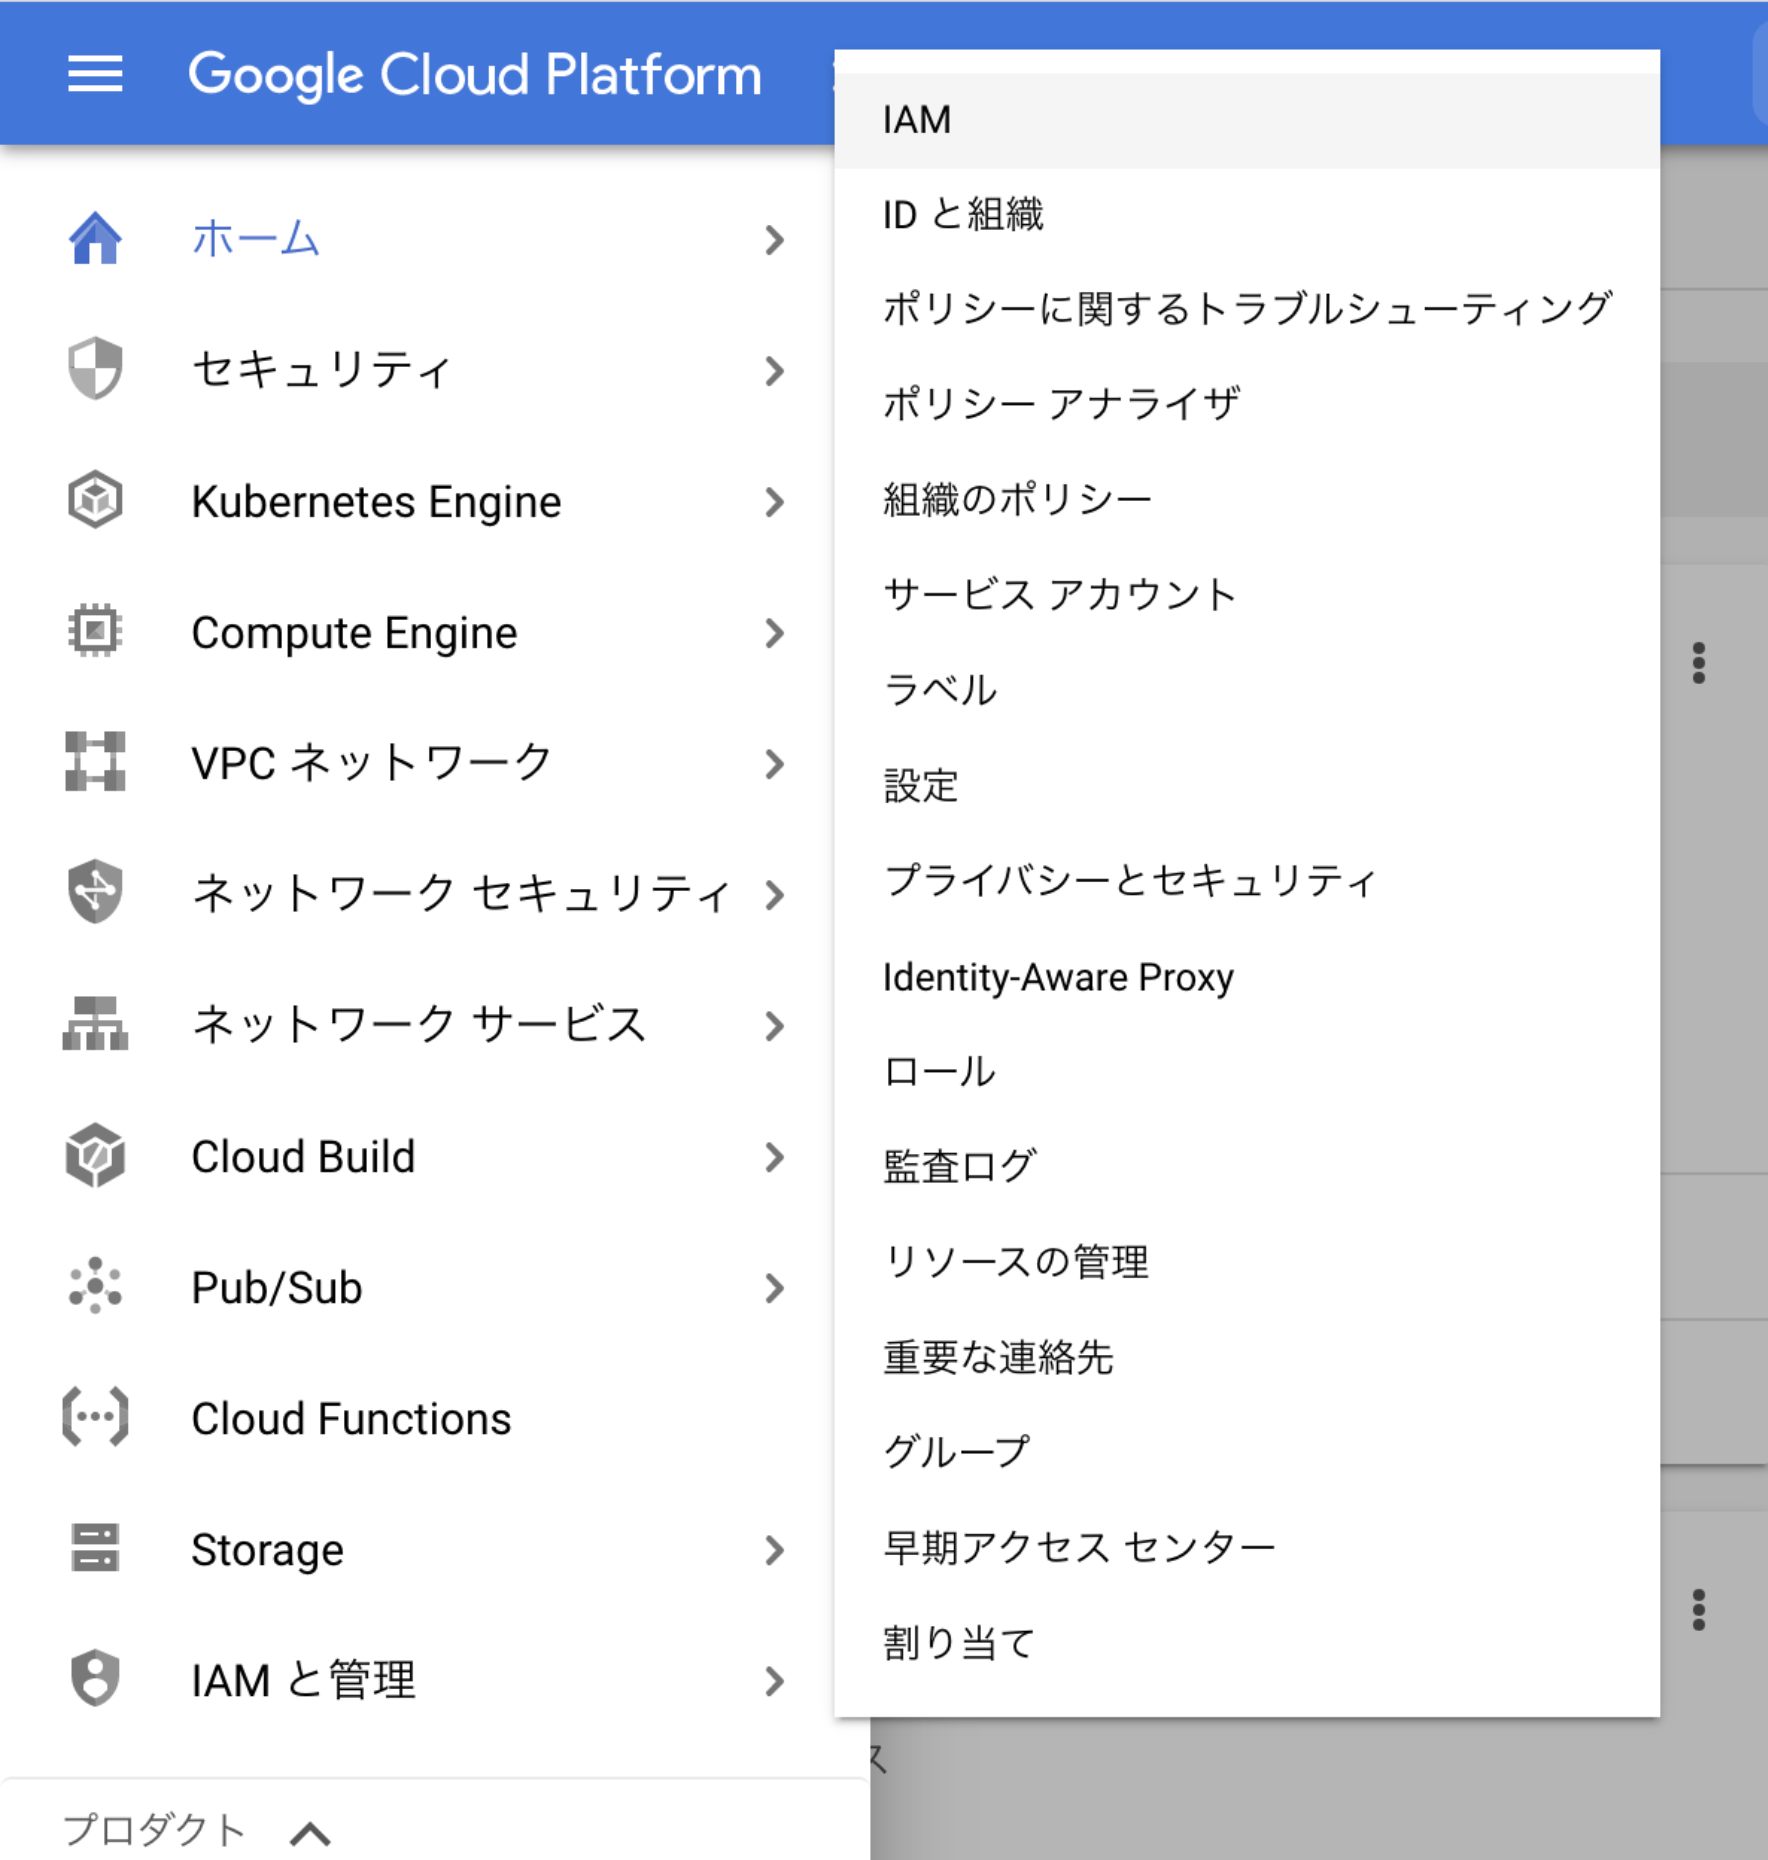 Google Cloud Platform
ホーム
セキュリティ
Kubernetes Engine
Compute Engine
VPC ネットワーク
ネットワーク セキュリティ
ネットワーク サービス
Cloud Build
Pub/Sub
Cloud Functions
Storage
IAM と管理
プロダクト
IAM
ID と組織
ポリシーに関するトラブルシューティング
ポリシー アナライザ
組織のポリシー
サービス アカウント
ラベル
設定
プライバシーとセキュリティ
Identity-Aware Proxy
ロール
監査ログ
リソースの管理
重要な連絡先
グループ
早期アクセス センター
割り当て
ス